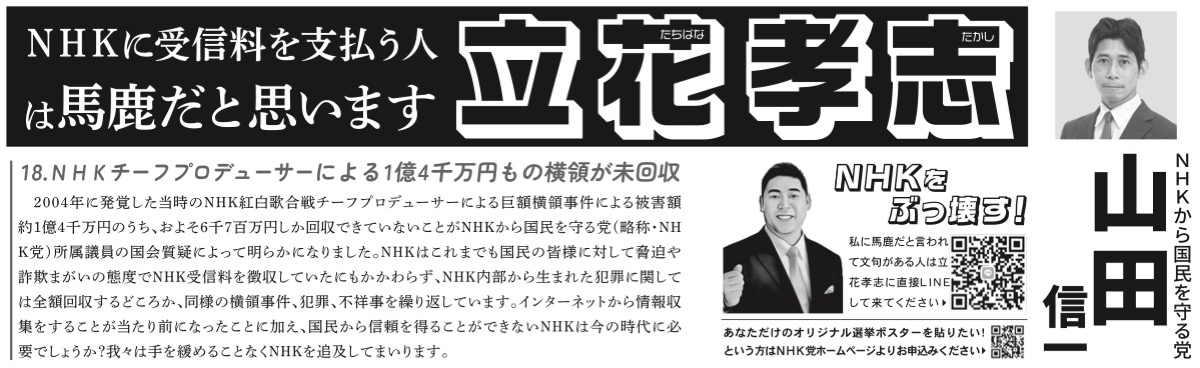 NHKに受信料を支払う人
は馬鹿だと思います
立花孝志
たちばな
たかし
18.NHKチーフプロデューサーによる1億4千万円もの横領が未回収
2004年に発覚した当時のNHK紅白歌合戦チーフプロデューサーによる巨額横領事件による被害額
約1億4千万円のうち、およそ6千7百万円しか回収できていないことがNHKから国民を守る党(略称・NH
K党)所属議員の国会質疑によって明らかになりました。NHKはこれまでも国民の皆様に対して脅迫や
詐欺まがいの態度でNHK受信料を徴収していたにもかかわらず、NHK内部から生まれた犯罪に関して
は全額回収するどころか、同様の横領事件、犯罪、不祥事を繰り返しています。インターネットから情報収
集をすることが当たり前になったことに加え、国民から信頼を得ることができないNHKは今の時代に必
要でしょうか?我々は手を緩めることなくNHKを追及してまいります。
NHKを
ぶっ壊す!
私に馬鹿だと言われ
て文句がある人は立
花孝志に直接LINE
して来てください▶
LINE
あなただけのオリジナル選挙ポスターを貼りたい!
という方はNHK党ホームページよりお申込みください▶
NHKから国民を守る党
山田
信一